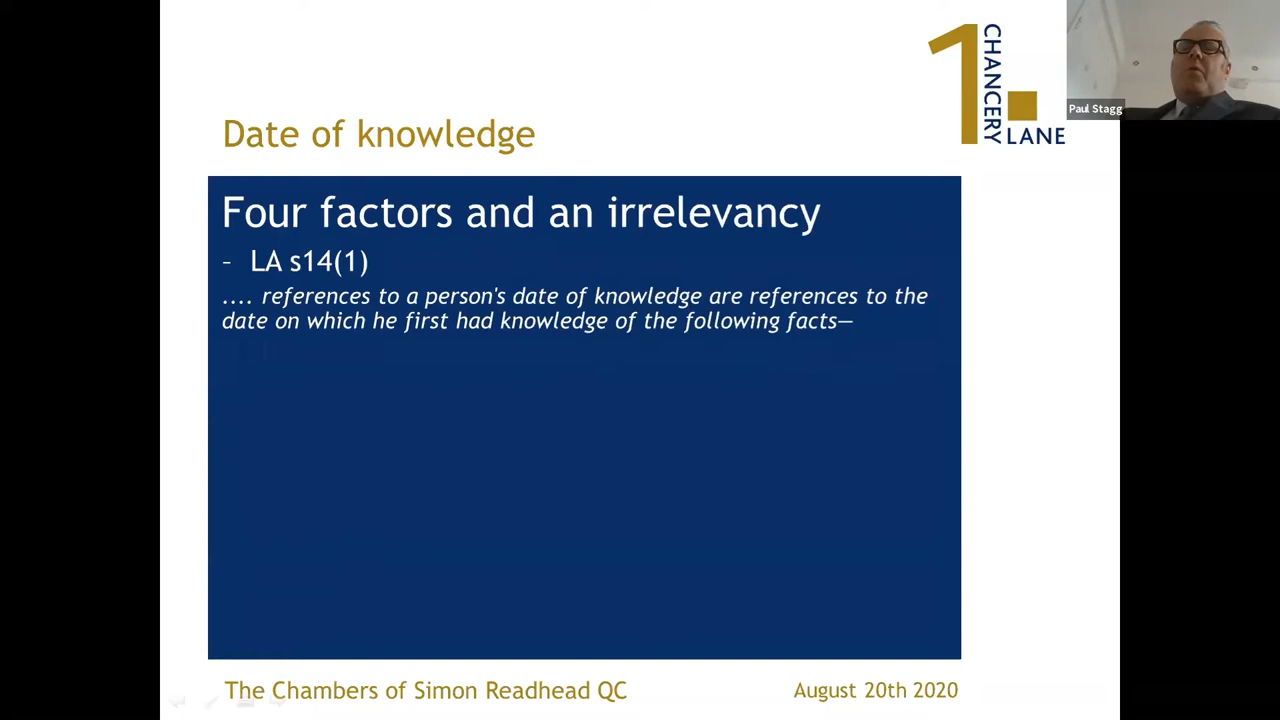 1 CHANCERY LANE
Paul Stagg
Date of knowledge
Four factors and an irrelevancy
– LA s14(1)
.... references to a person's date of knowledge are references to the
date on which he first had knowledge of the following facts—
The Chambers of Simon Readhead QC
August 20th 2020